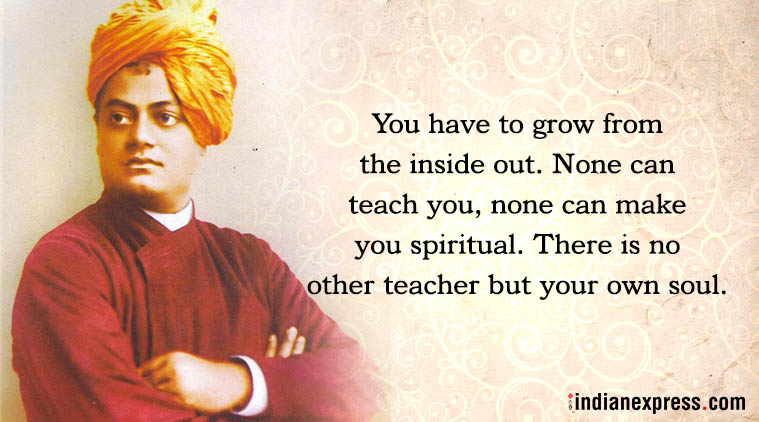 You have to grow from
the inside out. None can
teach you, none can make
you spiritual. There is no
other teacher but your own soul.
indianexpress.com